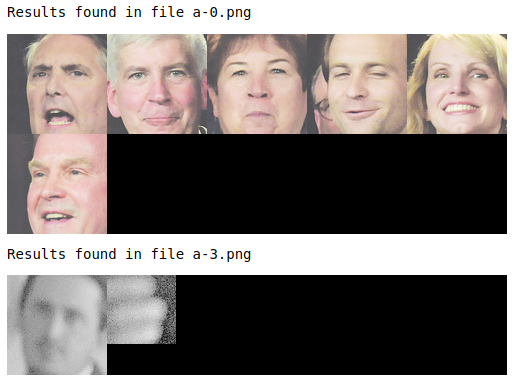 Results found in file a-0.png
Results found in file a-3.png